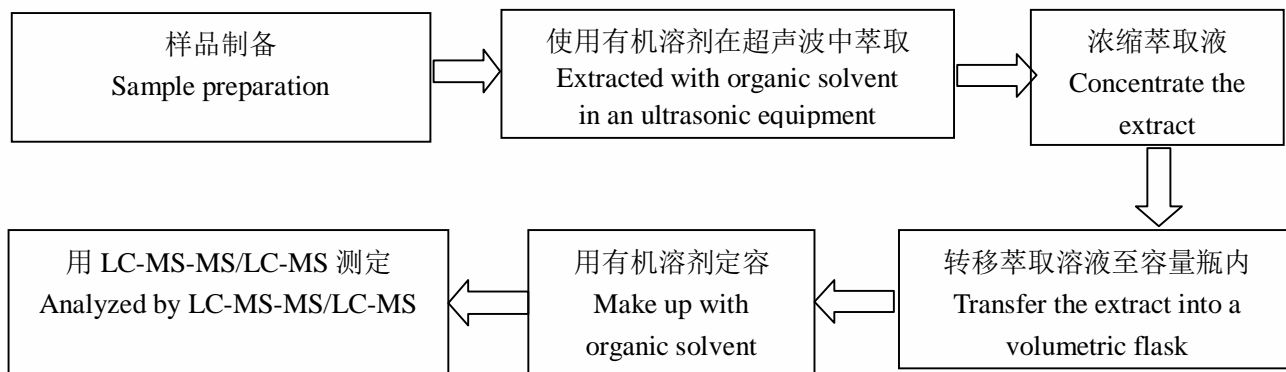 样品制备
Sample preparation
使用有机溶剂在超声波中萃取
Extracted with organic solvent
in an ultrasonic equipment
浓缩萃取液
Concentrate the
extract
转移萃取溶液至容量瓶内
Transfer the extract into a
volumetric flask
用有机溶剂定容
Make up with
organic solvent
用 LC-MS-MS/LC-MS 测定
Analyzed by LC-MS-MS/LC-MS